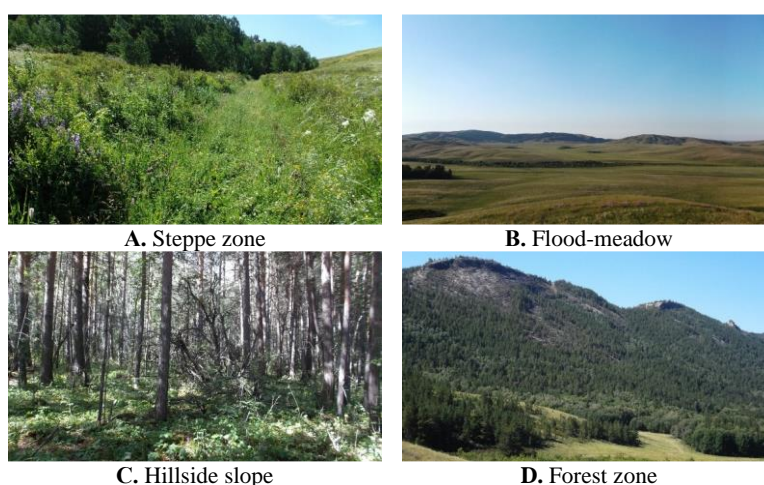 A. Steppe zone
B. Flood-meadow
C. Hillside slope
D. Forest zone